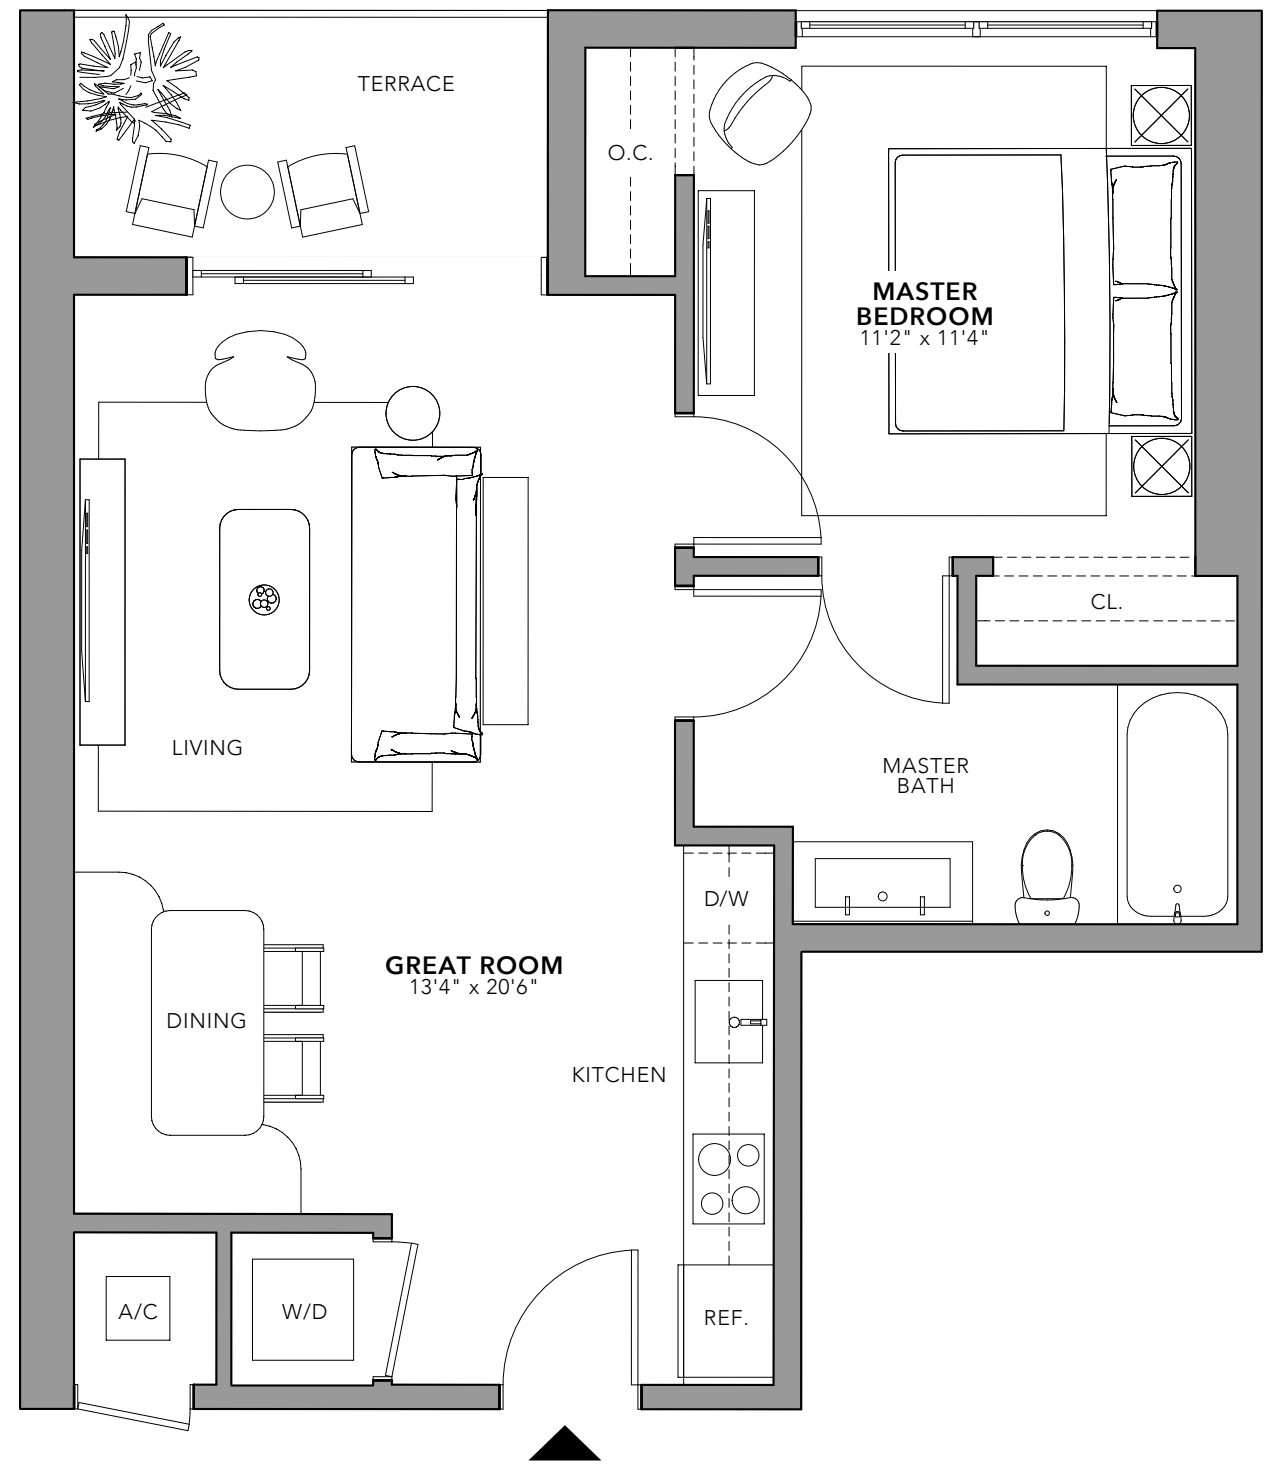 TERRACE
O.C.
MASTER
BEDROOM
11'2" x 11'4"
CL.
LIVING
MASTER
BATH
D/W
GREAT ROOM
13'4" x 20'6"
DINING
KITCHEN
A/C
W/D
REF.